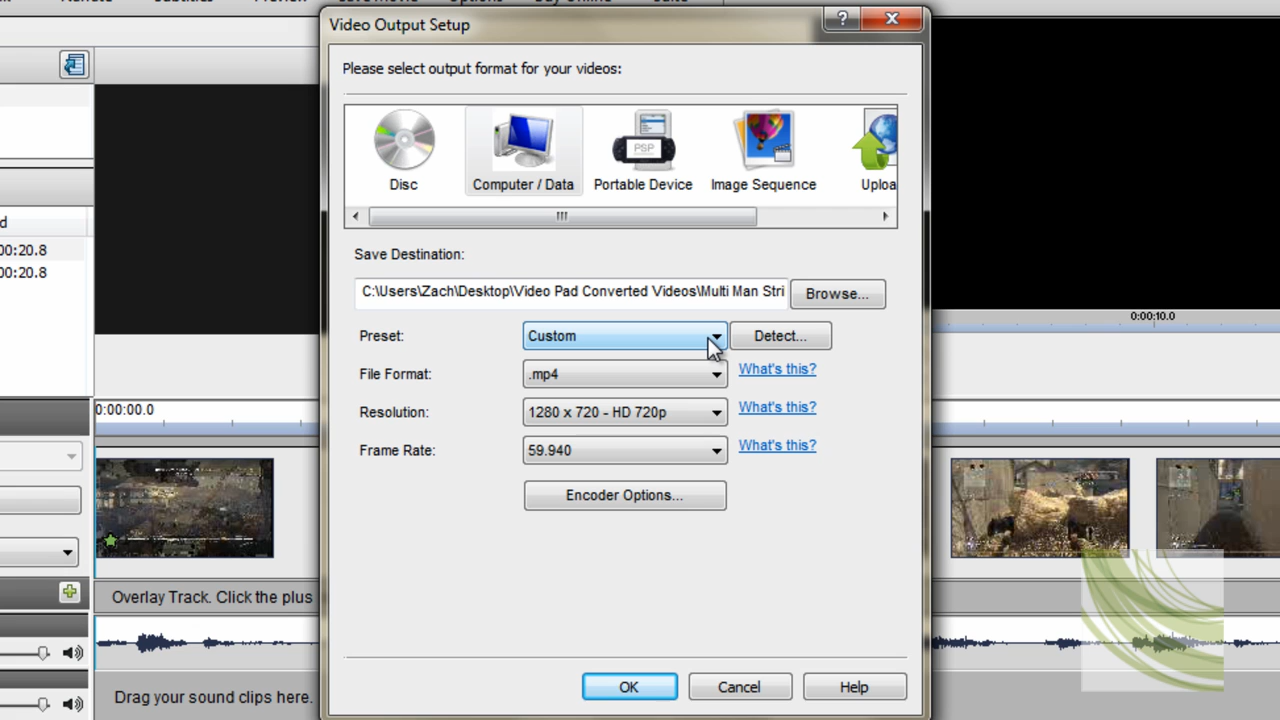 Video Output Setup
Please select output format for your videos:
Disc
Computer / Data
PSP
Portable Device
Image Sequence
Uploa
Save Destination:
C:\Users\Zach\Desktop\Video Pad Converted Videos\Multi Man Stri
Browse...
Preset:
Custom
Detect...
File Format:
.mp4
What's this?
Resolution:
1280 x 720 - HD 720p
What's this?
Frame Rate:
59.940
What's this?
Encoder Options...
OK
Cancel
Help
d
00:20.8
00:20.8
0:00:00.0
0:00:10.0
Overlay Track. Click the plus
Drag your sound clips here.